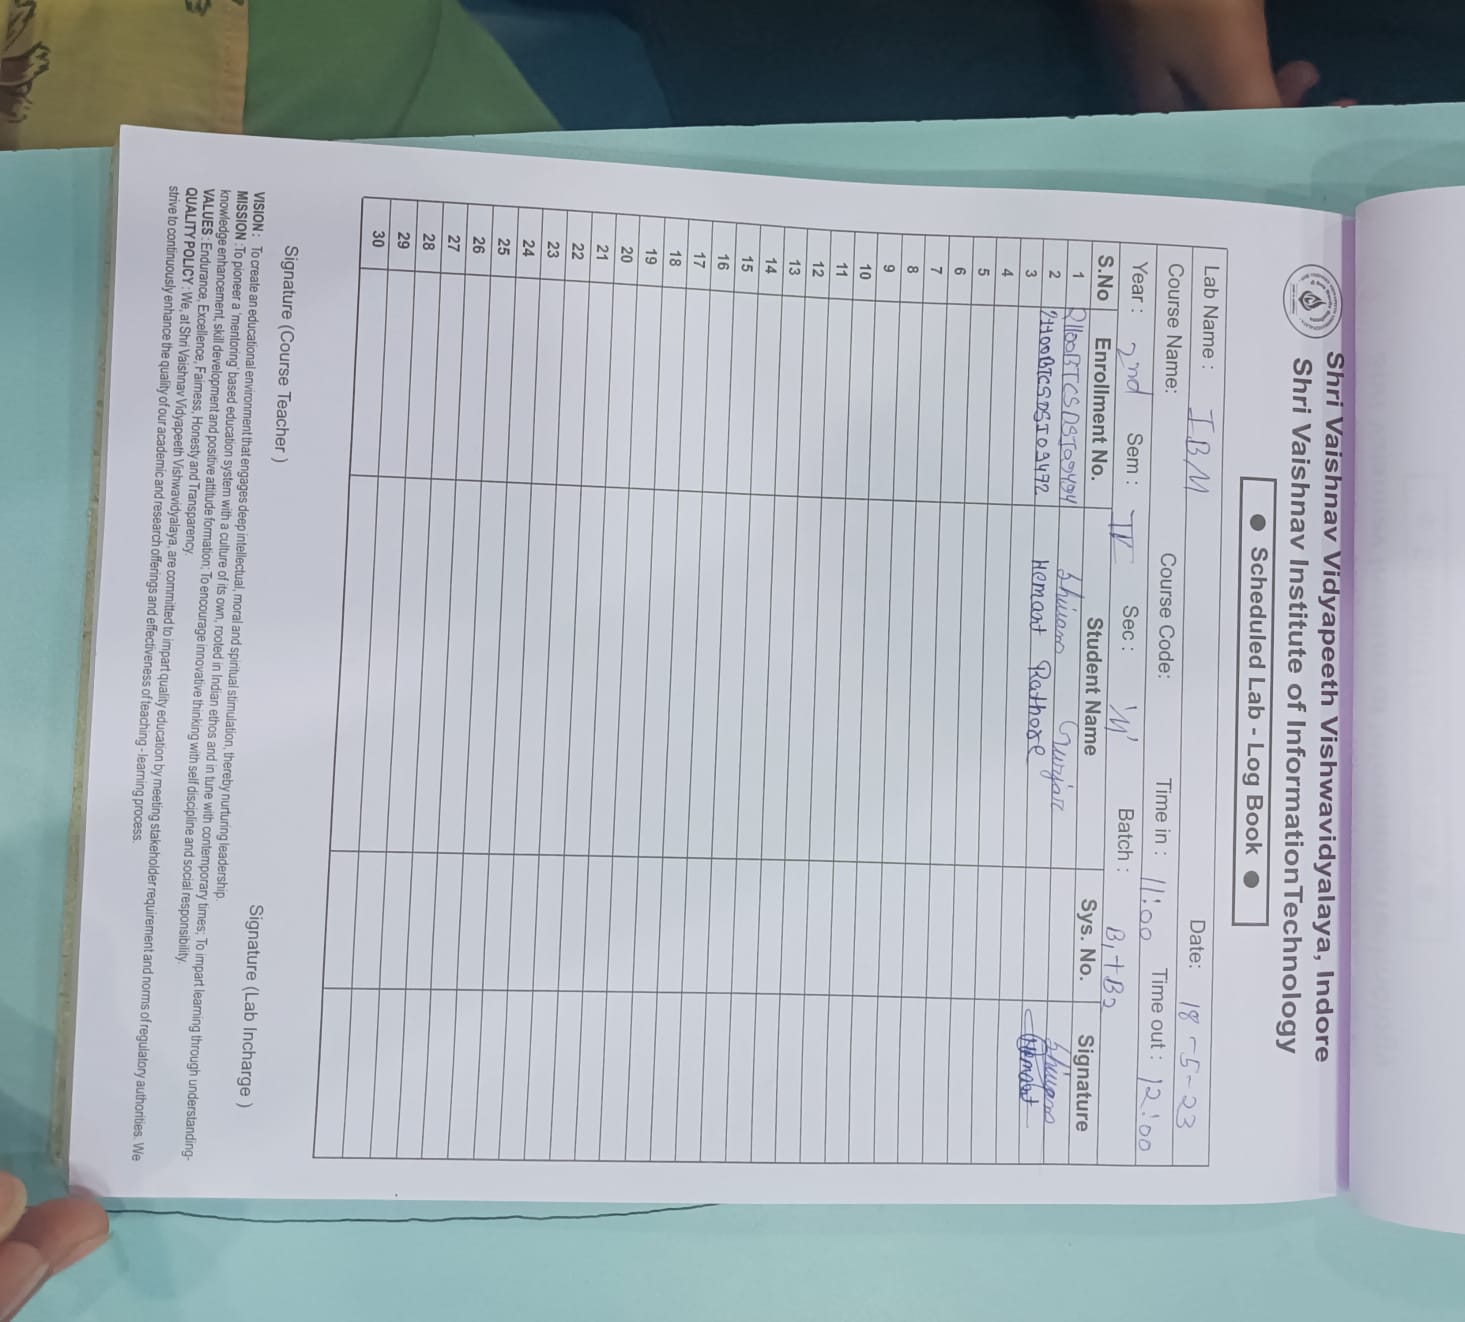 Shri Vaishnav Vidyapeeth Vishwavidyalaya, Indore
Shri Vaishnav Institute of InformationTechnology
● Scheduled Lab - Log Book ●
Lab Name : IBM Date: 18-5-23
Course Name: Course Code: Time in : 11:00 Time out : 12:00
Year : 2nd Sem : IV Sec : 'M' Batch : B1+B2
S.No Enrollment No. Student Name Sys. No. Signature
1 Shivam Gurjar Shivam
2 21100BTCSDSI09472 Hemant Rathore Hemant
3
4
5
6
7
8
9
10
11
12
13
14
15
16
17
18
19
20
21
22
23
24
25
26
27
28
29
30
Signature (Course Teacher ) Signature (Lab Incharge )
VISION : To create an educational environment that engages deep intellectual, moral and spiritual stimulation, thereby nurturing leadership.
MISSION :To pioneer a 'mentoring' based education system with a culture of its own, rooted in Indian ethos and in tune with contemporary times; To impart learning through understanding-
knowledge enhancement, skill development and positive attitude formation; To encourage innovative thinking with self discipline and social responsibility.
VALUES : Endurance, Excellence, Fairness, Honesty and Transparency.
QUALITY POLICY : We, at Shri Vaishnav Vidyapeeth Vishwavidyalaya, are committed to impart quality education by meeting stakeholder requirement and norms of regulatory authorities. We
strive to continuously enhance the quality of our academic and research offerings and effectiveness of teaching - learning process.